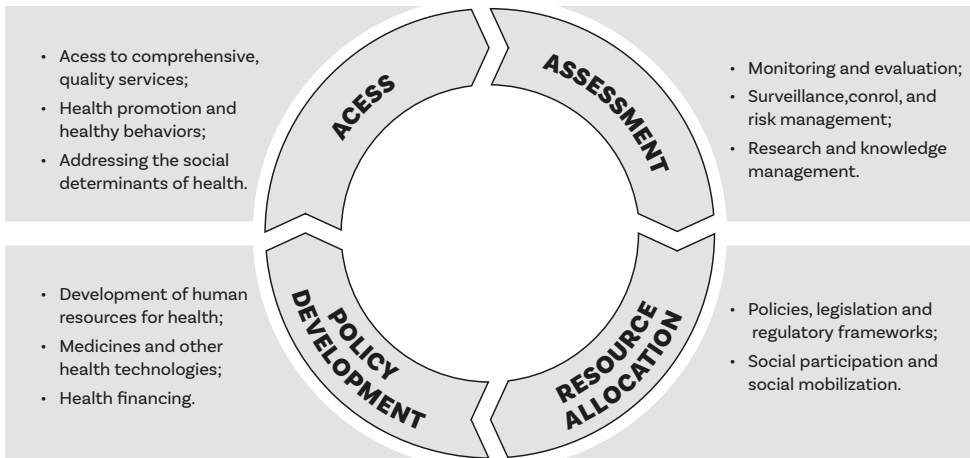 • Acess to comprehensive,
quality services;
• Health promotion and
healthy behaviors;
• Addressing the social
determinants of health.
ACESS
ASSESSMENT
• Monitoring and evaluation;
• Surveillance,conrol, and
risk management;
• Research and knowledge
management.
• Development of human
resources for health;
• Medicines and other
health technologies;
• Health financing.
POLICY
DEVELOPMENT
RESOURCE
ALLOCATION
• Policies, legislation and
regulatory frameworks;
• Social participation and
social mobilization.